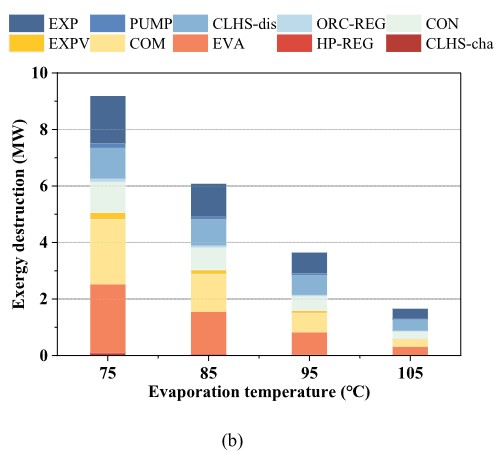 EXP PUMP CLHS-dis ORC-REG CON
EXPV COM EVA HP-REG CLHS-cha
10
8
6
4
2
0
Exergy destruction (MW)
75 85 95 105
Evaporation temperature (°C)
(b)